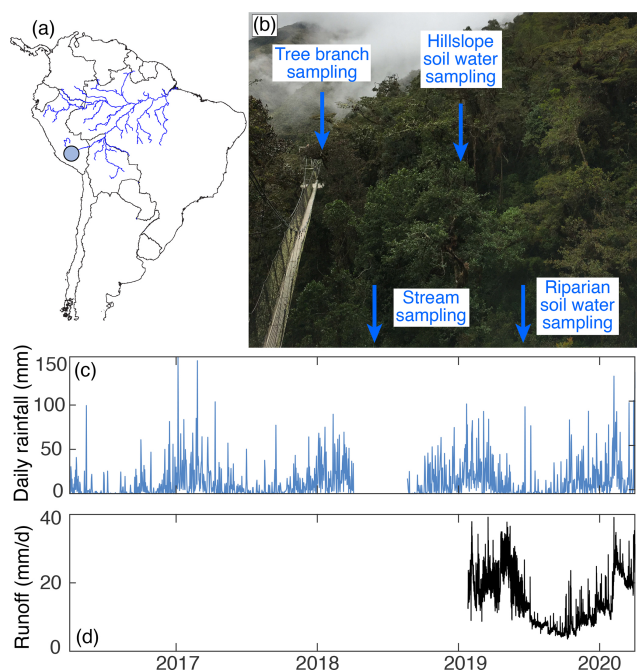 (a)
(b)
Tree branch
sampling
Hillslope
soil water
sampling
Stream
sampling
Riparian
soil water
sampling
(c)
Daily rainfall (mm)
150
100
50
0
(d)
Runoff (mm/d)
40
20
0
2017
2018
2019
2020